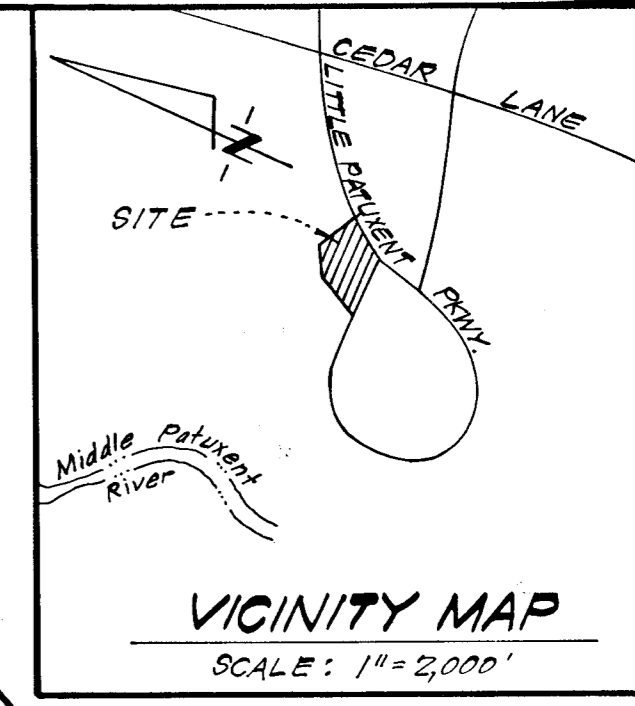 CEDAR LANE
LITTLE PATUXENT PKWY.
N
SITE
Middle Patuxent
River
VICINITY MAP
SCALE: 1"= 2,000'